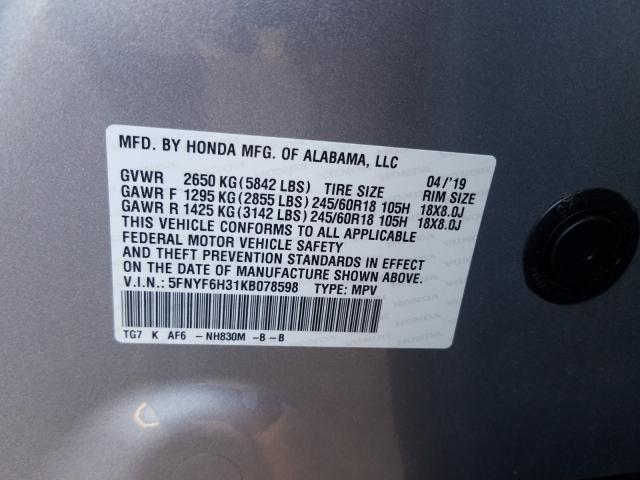 MFD. BY HONDA MFG. OF ALABAMA, LLC
GVWR 2650 KG(5842 LBS) TIRE SIZE 04/'19 RIM SIZE
GAWR F 1295 KG(2855 LBS)245/60R18 105H 18X8.0J
GAWR R 1425 KG(3142 LBS)245/60R18 105H 18X8.0J
THIS VEHICLE CONFORMS TO ALL APPLICABLE
FEDERAL MOTOR VEHICLE SAFETY
AND THEFT PREVENTION STANDARDS IN EFFECT
ON THE DATE OF MANUFACTURE SHOWN ABOVE.
V.I.N.: 5FNYF6H31KB078598 TYPE: MPV
TG7 K AF6 -NH830M -B-B